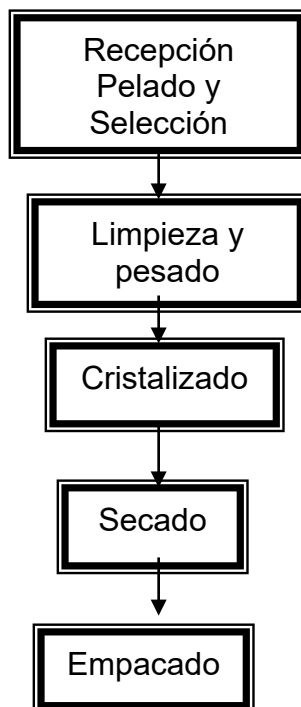 Recepción
Pelado y
Selección
Limpieza y
pesado
Cristalizado
Secado
Empacado